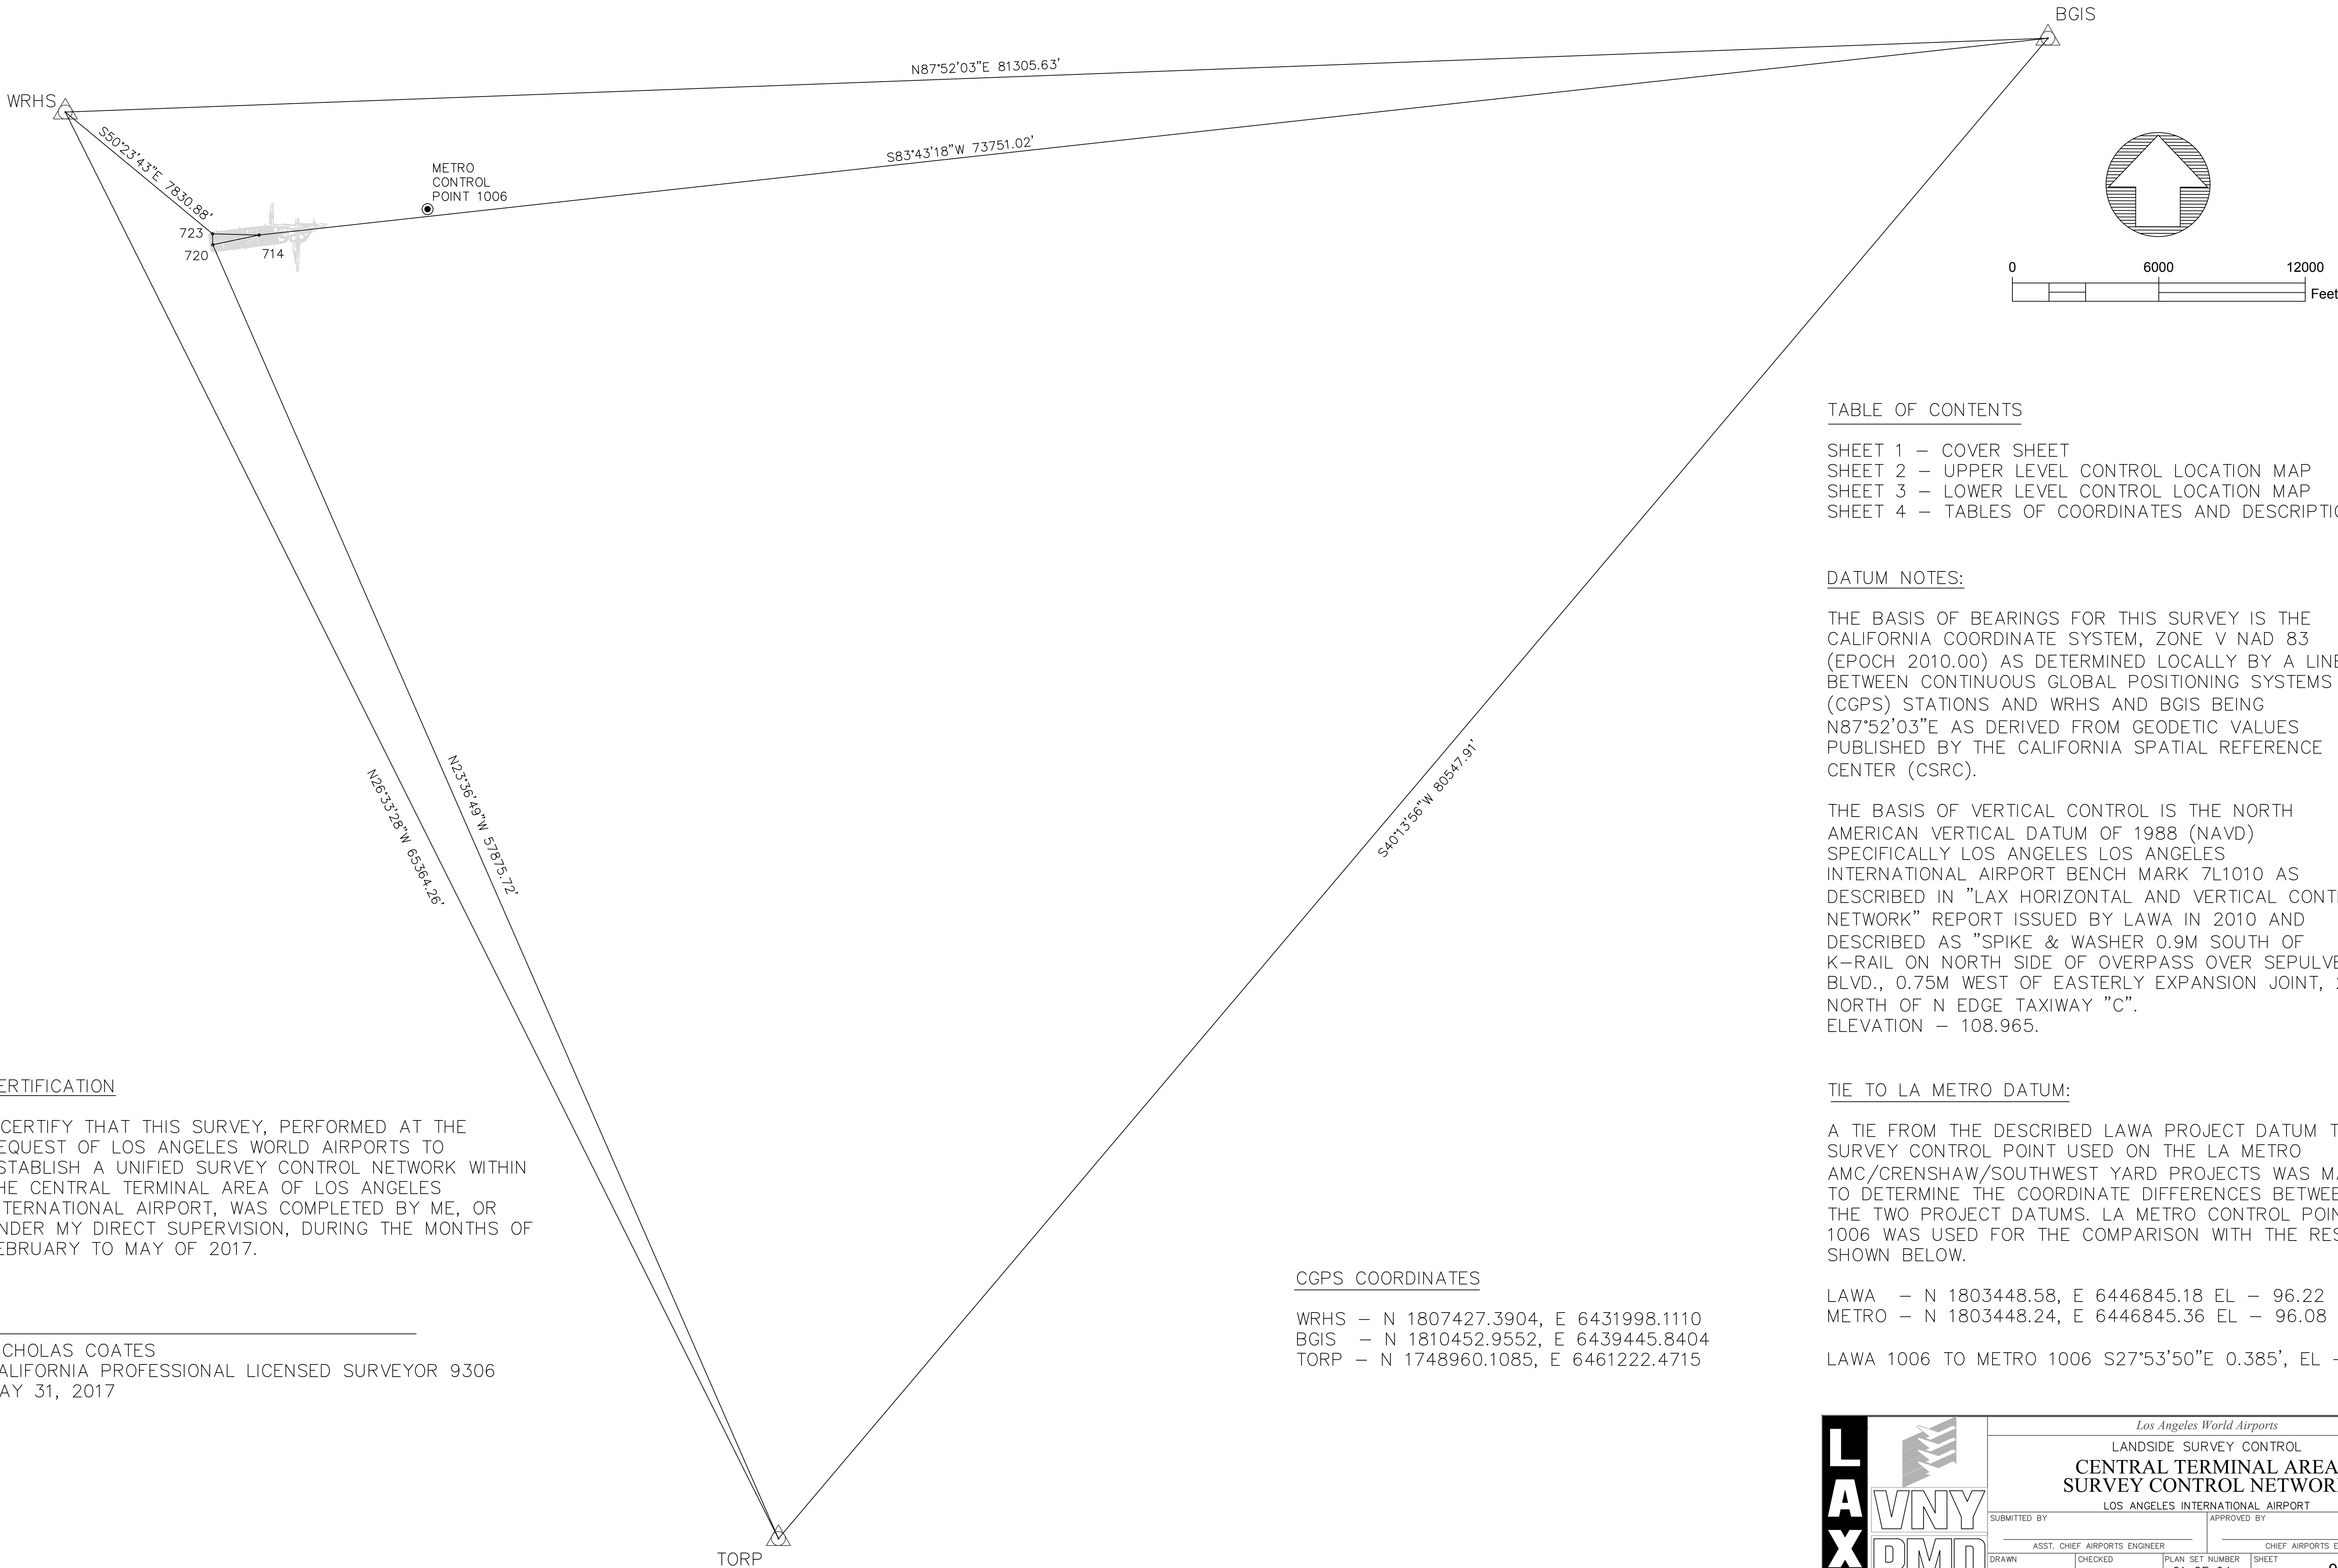 BGIS
N87°52'03"E 81305.63'
WRHS
S50°23'43"E 7830.88'
S83°43'18"W 73751.02'
METRO
CONTROL
POINT 1006
723
720
714
0 6000 12000
Feet
N26°33'28"W 65364.26'
N23°36'49"W 57875.72'
S40°13'56"W 80547.91'
TORP
TABLE OF CONTENTS
SHEET 1 – COVER SHEET
SHEET 2 – UPPER LEVEL CONTROL LOCATION MAP
SHEET 3 – LOWER LEVEL CONTROL LOCATION MAP
SHEET 4 – TABLES OF COORDINATES AND DESCRIPTIO
DATUM NOTES:
THE BASIS OF BEARINGS FOR THIS SURVEY IS THE
CALIFORNIA COORDINATE SYSTEM, ZONE V NAD 83
(EPOCH 2010.00) AS DETERMINED LOCALLY BY A LINE
BETWEEN CONTINUOUS GLOBAL POSITIONING SYSTEMS
(CGPS) STATIONS AND WRHS AND BGIS BEING
N87°52'03"E AS DERIVED FROM GEODETIC VALUES
PUBLISHED BY THE CALIFORNIA SPATIAL REFERENCE
CENTER (CSRC).
THE BASIS OF VERTICAL CONTROL IS THE NORTH
AMERICAN VERTICAL DATUM OF 1988 (NAVD)
SPECIFICALLY LOS ANGELES LOS ANGELES
INTERNATIONAL AIRPORT BENCH MARK 7L1010 AS
DESCRIBED IN "LAX HORIZONTAL AND VERTICAL CONT
NETWORK" REPORT ISSUED BY LAWA IN 2010 AND
DESCRIBED AS "SPIKE & WASHER 0.9M SOUTH OF
K–RAIL ON NORTH SIDE OF OVERPASS OVER SEPULVE
BLVD., 0.75M WEST OF EASTERLY EXPANSION JOINT,
NORTH OF N EDGE TAXIWAY "C".
ELEVATION – 108.965.
ERTIFICATION
CERTIFY THAT THIS SURVEY, PERFORMED AT THE
EQUEST OF LOS ANGELES WORLD AIRPORTS TO
STABLISH A UNIFIED SURVEY CONTROL NETWORK WITHIN
HE CENTRAL TERMINAL AREA OF LOS ANGELES
NTERNATIONAL AIRPORT, WAS COMPLETED BY ME, OR
NDER MY DIRECT SUPERVISION, DURING THE MONTHS OF
EBRUARY TO MAY OF 2017.
CHOLAS COATES
ALIFORNIA PROFESSIONAL LICENSED SURVEYOR 9306
AY 31, 2017
CGPS COORDINATES
WRHS – N 1807427.3904, E 6431998.1110
BGIS – N 1810452.9552, E 6439445.8404
TORP – N 1748960.1085, E 6461222.4715
TIE TO LA METRO DATUM:
A TIE FROM THE DESCRIBED LAWA PROJECT DATUM T
SURVEY CONTROL POINT USED ON THE LA METRO
AMC/CRENSHAW/SOUTHWEST YARD PROJECTS WAS MA
TO DETERMINE THE COORDINATE DIFFERENCES BETWEE
THE TWO PROJECT DATUMS. LA METRO CONTROL POIN
1006 WAS USED FOR THE COMPARISON WITH THE RES
SHOWN BELOW.
LAWA – N 1803448.58, E 6446845.18 EL – 96.22
METRO – N 1803448.24, E 6446845.36 EL – 96.08
LAWA 1006 TO METRO 1006 S27°53'50"E 0.385', EL –
LAX
VNY
PMD
Los Angeles World Airports
LANDSIDE SURVEY CONTROL
CENTRAL TERMINAL AREA
SURVEY CONTROL NETWOR
LOS ANGELES INTERNATIONAL AIRPORT
SUBMITTED BY
APPROVED BY
ASST. CHIEF AIRPORTS ENGINEER
CHIEF AIRPORTS E
DRAWN
CHECKED
PLAN SET NUMBER
SHEET